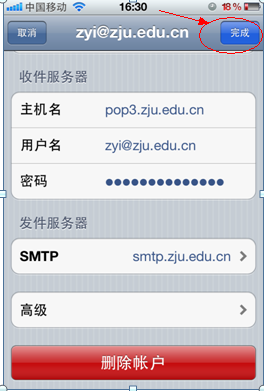 中国移动 16:30 18%
取消 zyi@zju.edu.cn 完成
收件服务器
主机名 pop3.zju.edu.cn
用户名 zyi@zju.edu.cn
密码 ●●●●●●●●●●●●●●
发件服务器
SMTP smtp.zju.edu.cn
高级
删除帐户